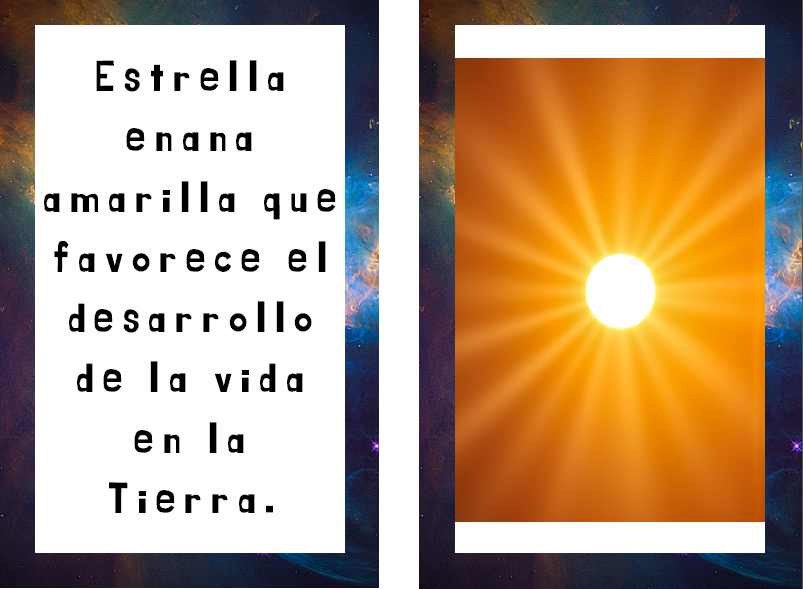 Estrella
enana
amarilla que
favorece el
desarrollo
de la vida
en la
Tierra.